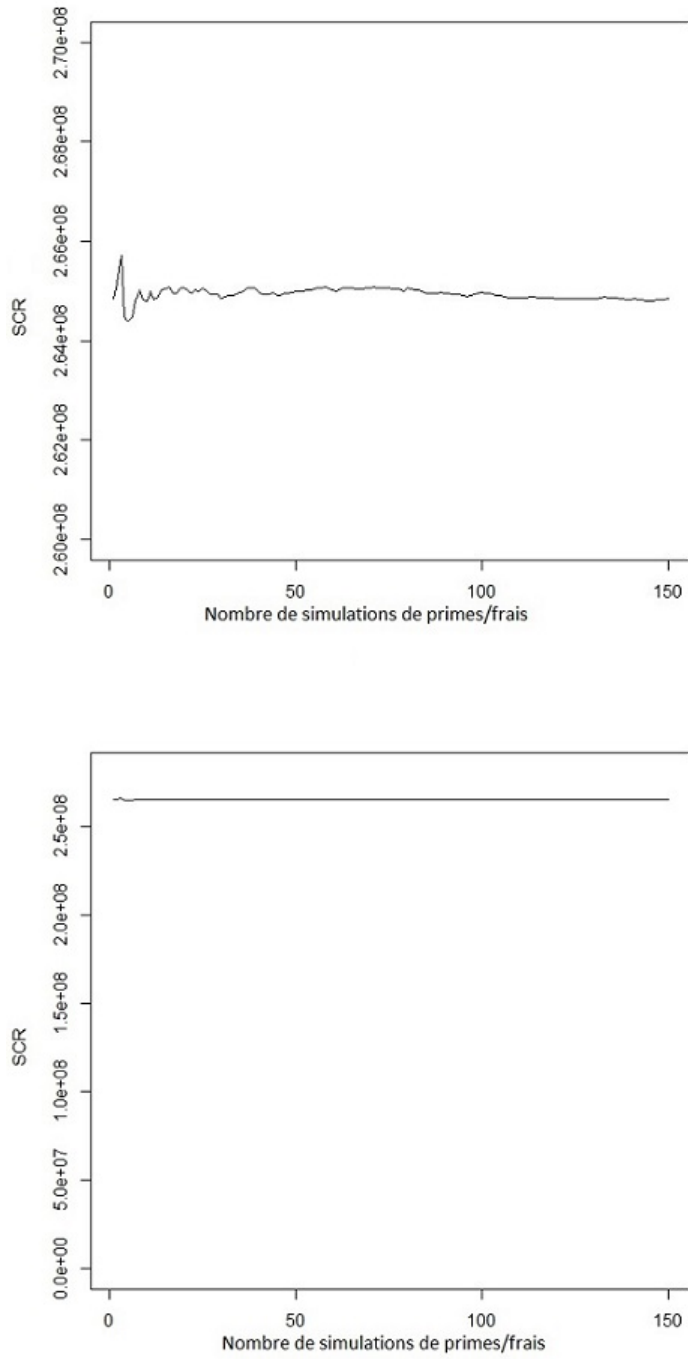 2.70e+08
2.68e+08
2.66e+08
2.64e+08
2.62e+08
2.60e+08
SCR
0 50 100 150
Nombre de simulations de primes/frais
2.5e+08
2.0e+08
1.5e+08
1.0e+08
5.0e+07
0.0e+00
SCR
0 50 100 150
Nombre de simulations de primes/frais